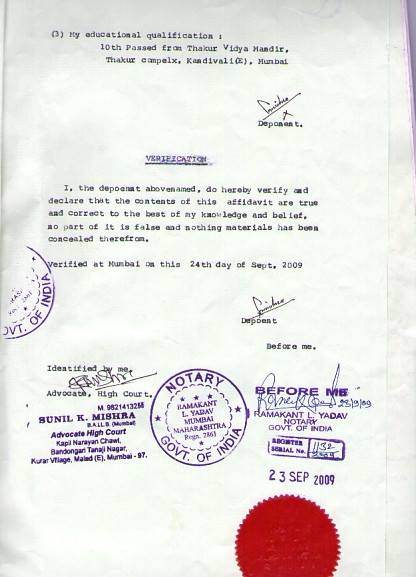 (3) My educational qualification :
10th Passed from Thakur Vidya Mandir,
Thakur compelx, Kandivali(E), Mumbai
Deponent.
VERIFICATION
I, the depoenat abovenamed, do hereby verify and
declare that the contents of this affidavit are true
and correct to the best of my knowledge and belief,
no part of it is false and nothing materials has been
concealed therefrom.
Verified at Mumbai on this 24th day of Sept, 2009
OVT. OF INDIA
Depoent
Before me.
Identified by me,
Advocate, High Court.
M. 9821413255
SUNIL K. MISHRA
B.A.LL.B. (Mumbai)
Advocate High Court
Kapil Narayan Chawl,
Bandongari Tanaji Nagar,
Kurar Village, Malad (E), Mumbai - 97.
NOTARY
RAMAKANT
L. YADAV
MUMBAI
MAHARASHTRA
Regn. 2861
GOVT. OF INDIA
BEFORE ME
RAMAKANT L. YADAV
NOTARY
GOVT. OF INDIA
REGISTER
SERIAL No. 1132
2009
23 SEP 2009